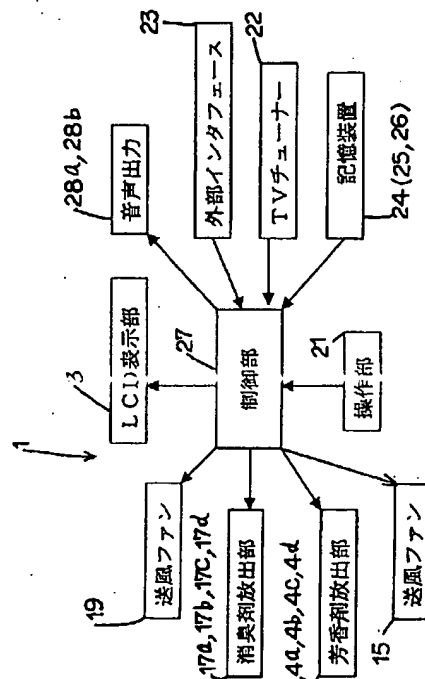 1
19
送風ファン
17a,17b,17c,17d
消臭剤放出部
4a,4b,4c,4d
芳香剤放出部
15
送風ファン
3
LCD表示部
27
制御部
21
操作部
28a,28b
音声出力
23
外部インタフェース
22
TVチューナー
記憶装置
24(25,26)